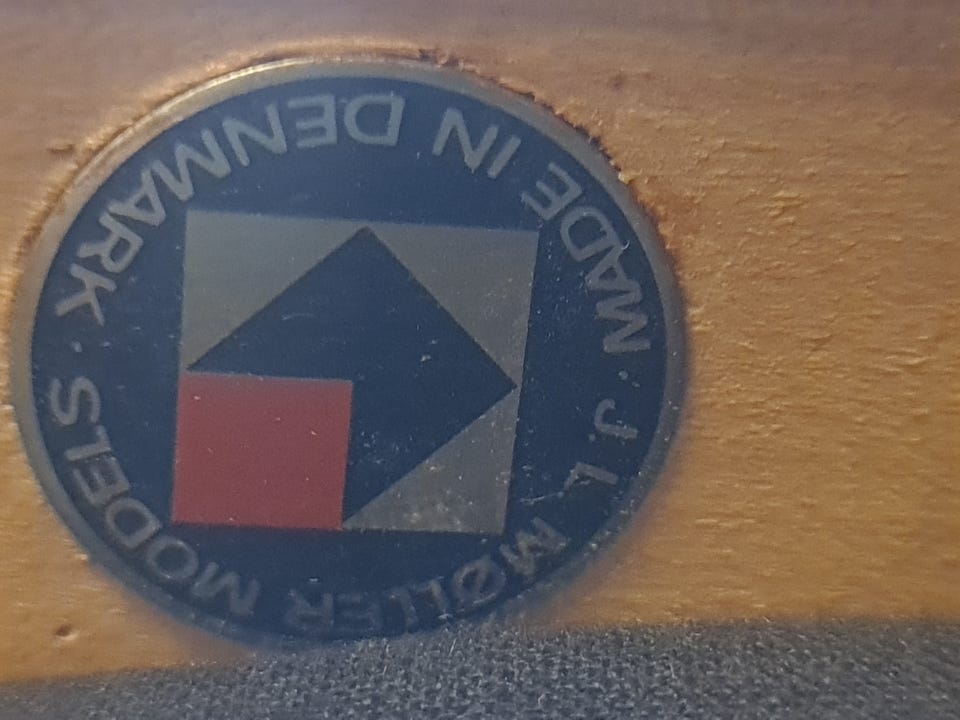 J.L. MØLLER MODELS · MADE IN DENMARK ·